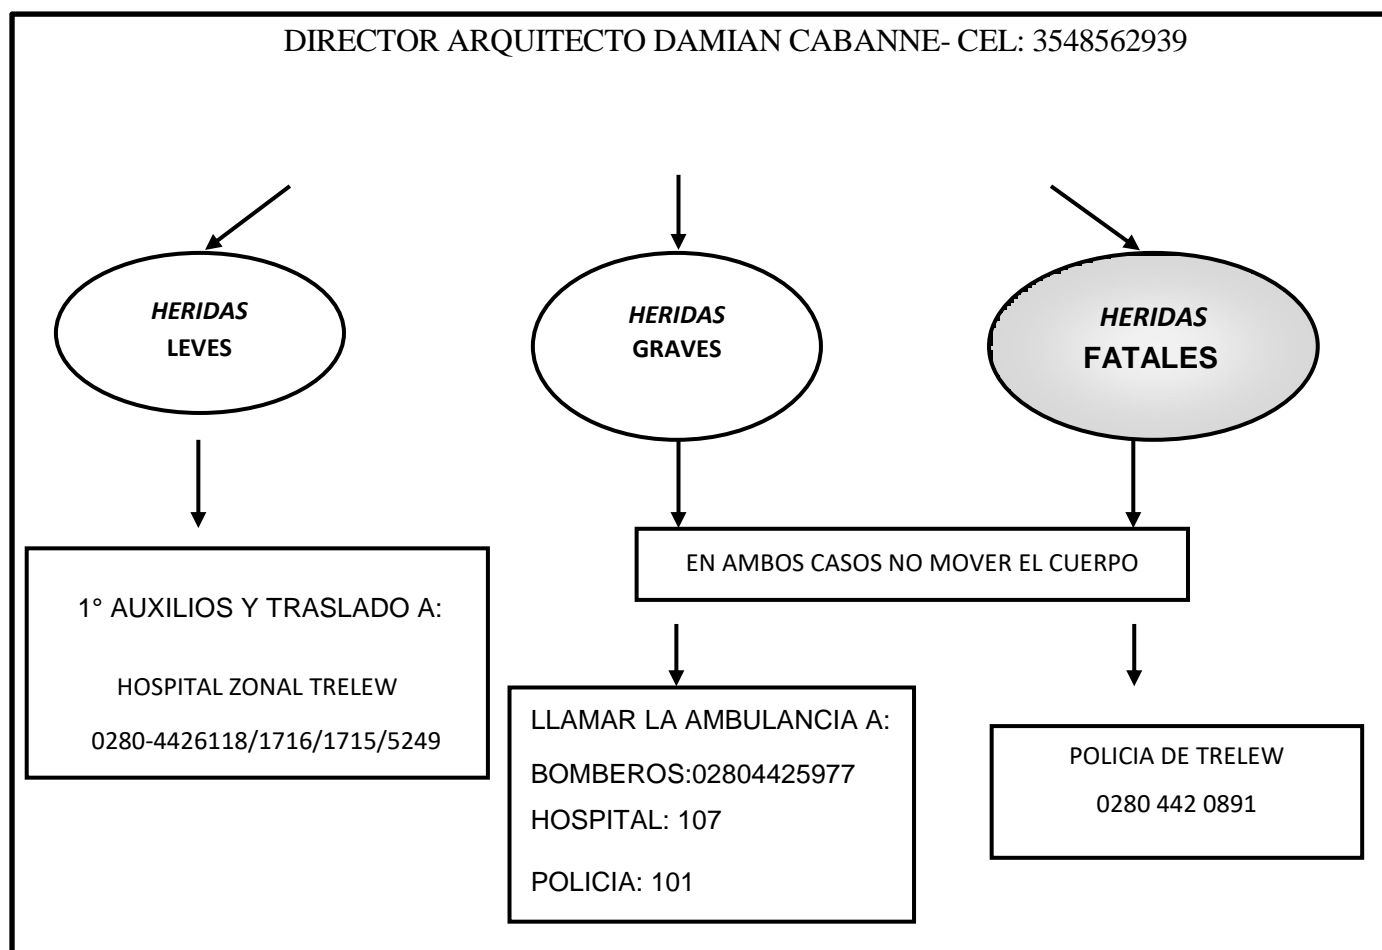 DIRECTOR ARQUITECTO DAMIAN CABANNE- CEL: 3548562939
HERIDAS
LEVES
HERIDAS
GRAVES
HERIDAS
FATALES
EN AMBOS CASOS NO MOVER EL CUERPO
1° AUXILIOS Y TRASLADO A:
HOSPITAL ZONAL TRELEW
0280-4426118/1716/1715/5249
LLAMAR LA AMBULANCIA A:
BOMBEROS:02804425977
HOSPITAL: 107
POLICIA: 101
POLICIA DE TRELEW
0280 442 0891